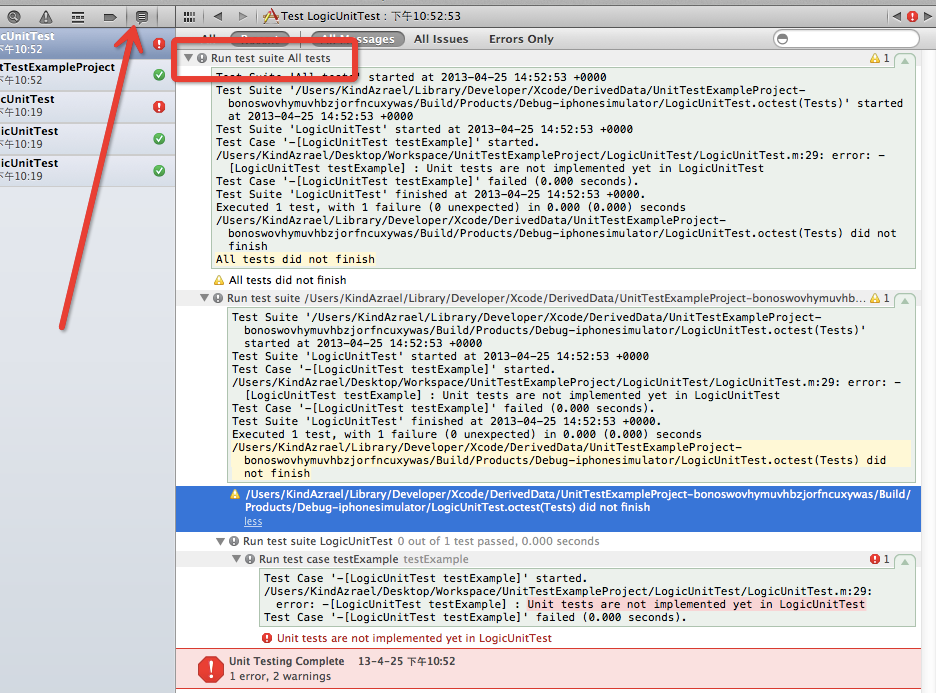 Test LogicUnitTest : 下午10:52:53
All Messages
All Issues
Errors Only
icUnitTest
下午10:52
tTestExampleProject
下午10:52
icUnitTest
下午10:19
icUnitTest
下午10:19
icUnitTest
下午10:19
Run test suite All tests
1
Test Suite 'All tests' started at 2013-04-25 14:52:53 +0000
Test Suite '/Users/KindAzrael/Library/Developer/Xcode/DerivedData/UnitTestExampleProject-
bonoswovhymuvhbzjorfncuxywas/Build/Products/Debug-iphonesimulator/LogicUnitTest.octest(Tests)' started
at 2013-04-25 14:52:53 +0000
Test Suite 'LogicUnitTest' started at 2013-04-25 14:52:53 +0000
Test Case '-[LogicUnitTest testExample]' started.
/Users/KindAzrael/Desktop/Workspace/UnitTestExampleProject/LogicUnitTest/LogicUnitTest.m:29: error: -
[LogicUnitTest testExample] : Unit tests are not implemented yet in LogicUnitTest
Test Case '-[LogicUnitTest testExample]' failed (0.000 seconds).
Test Suite 'LogicUnitTest' finished at 2013-04-25 14:52:53 +0000.
Executed 1 test, with 1 failure (0 unexpected) in 0.000 (0.000) seconds
/Users/KindAzrael/Library/Developer/Xcode/DerivedData/UnitTestExampleProject-
bonoswovhymuvhbzjorfncuxywas/Build/Products/Debug-iphonesimulator/LogicUnitTest.octest(Tests) did not
finish
All tests did not finish
All tests did not finish
Run test suite /Users/KindAzrael/Library/Developer/Xcode/DerivedData/UnitTestExampleProject-bonoswovhymuvhb... 1
Test Suite '/Users/KindAzrael/Library/Developer/Xcode/DerivedData/UnitTestExampleProject-
bonoswovhymuvhbzjorfncuxywas/Build/Products/Debug-iphonesimulator/LogicUnitTest.octest(Tests)'
started at 2013-04-25 14:52:53 +0000
Test Suite 'LogicUnitTest' started at 2013-04-25 14:52:53 +0000
Test Case '-[LogicUnitTest testExample]' started.
/Users/KindAzrael/Desktop/Workspace/UnitTestExampleProject/LogicUnitTest/LogicUnitTest.m:29: error: -
[LogicUnitTest testExample] : Unit tests are not implemented yet in LogicUnitTest
Test Case '-[LogicUnitTest testExample]' failed (0.000 seconds).
Test Suite 'LogicUnitTest' finished at 2013-04-25 14:52:53 +0000.
Executed 1 test, with 1 failure (0 unexpected) in 0.000 (0.000) seconds
/Users/KindAzrael/Library/Developer/Xcode/DerivedData/UnitTestExampleProject-
bonoswovhymuvhbzjorfncuxywas/Build/Products/Debug-iphonesimulator/LogicUnitTest.octest(Tests) did
not finish
/Users/KindAzrael/Library/Developer/Xcode/DerivedData/UnitTestExampleProject-bonoswovhymuvhbzjorfncuxywas/Build/
Products/Debug-iphonesimulator/LogicUnitTest.octest(Tests) did not finish
less
Run test suite LogicUnitTest 0 out of 1 test passed, 0.000 seconds
Run test case testExample testExample 1
Test Case '-[LogicUnitTest testExample]' started.
/Users/KindAzrael/Desktop/Workspace/UnitTestExampleProject/LogicUnitTest/LogicUnitTest.m:29:
error: -[LogicUnitTest testExample] : Unit tests are not implemented yet in LogicUnitTest
Test Case '-[LogicUnitTest testExample]' failed (0.000 seconds).
Unit tests are not implemented yet in LogicUnitTest
Unit Testing Complete 13-4-25 下午10:52
1 error, 2 warnings